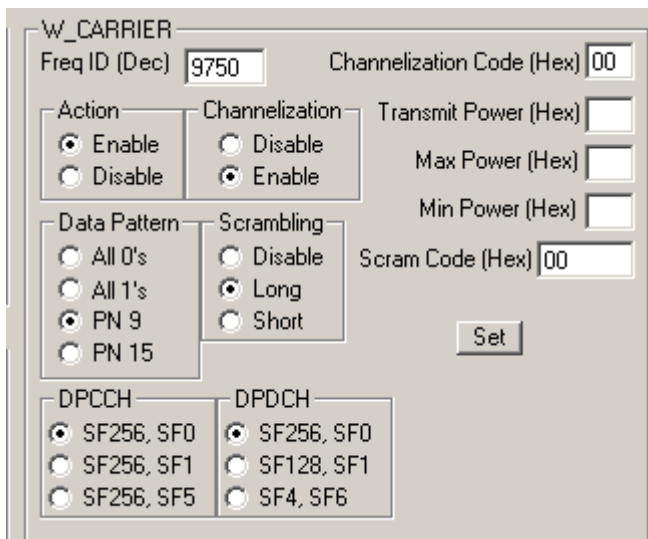 W_CARRIER
Freq ID (Dec) 9750
Channelization Code (Hex) 00
Action
Enable
Disable
Channelization
Disable
Enable
Transmit Power (Hex)
Max Power (Hex)
Min Power (Hex)
Scram Code (Hex) 00
Data Pattern
All 0's
All 1's
PN 9
PN 15
Scrambling
Disable
Long
Short
Set
DPCCH
SF256, SF0
SF256, SF1
SF256, SF5
DPDCH
SF256, SF0
SF128, SF1
SF4, SF6